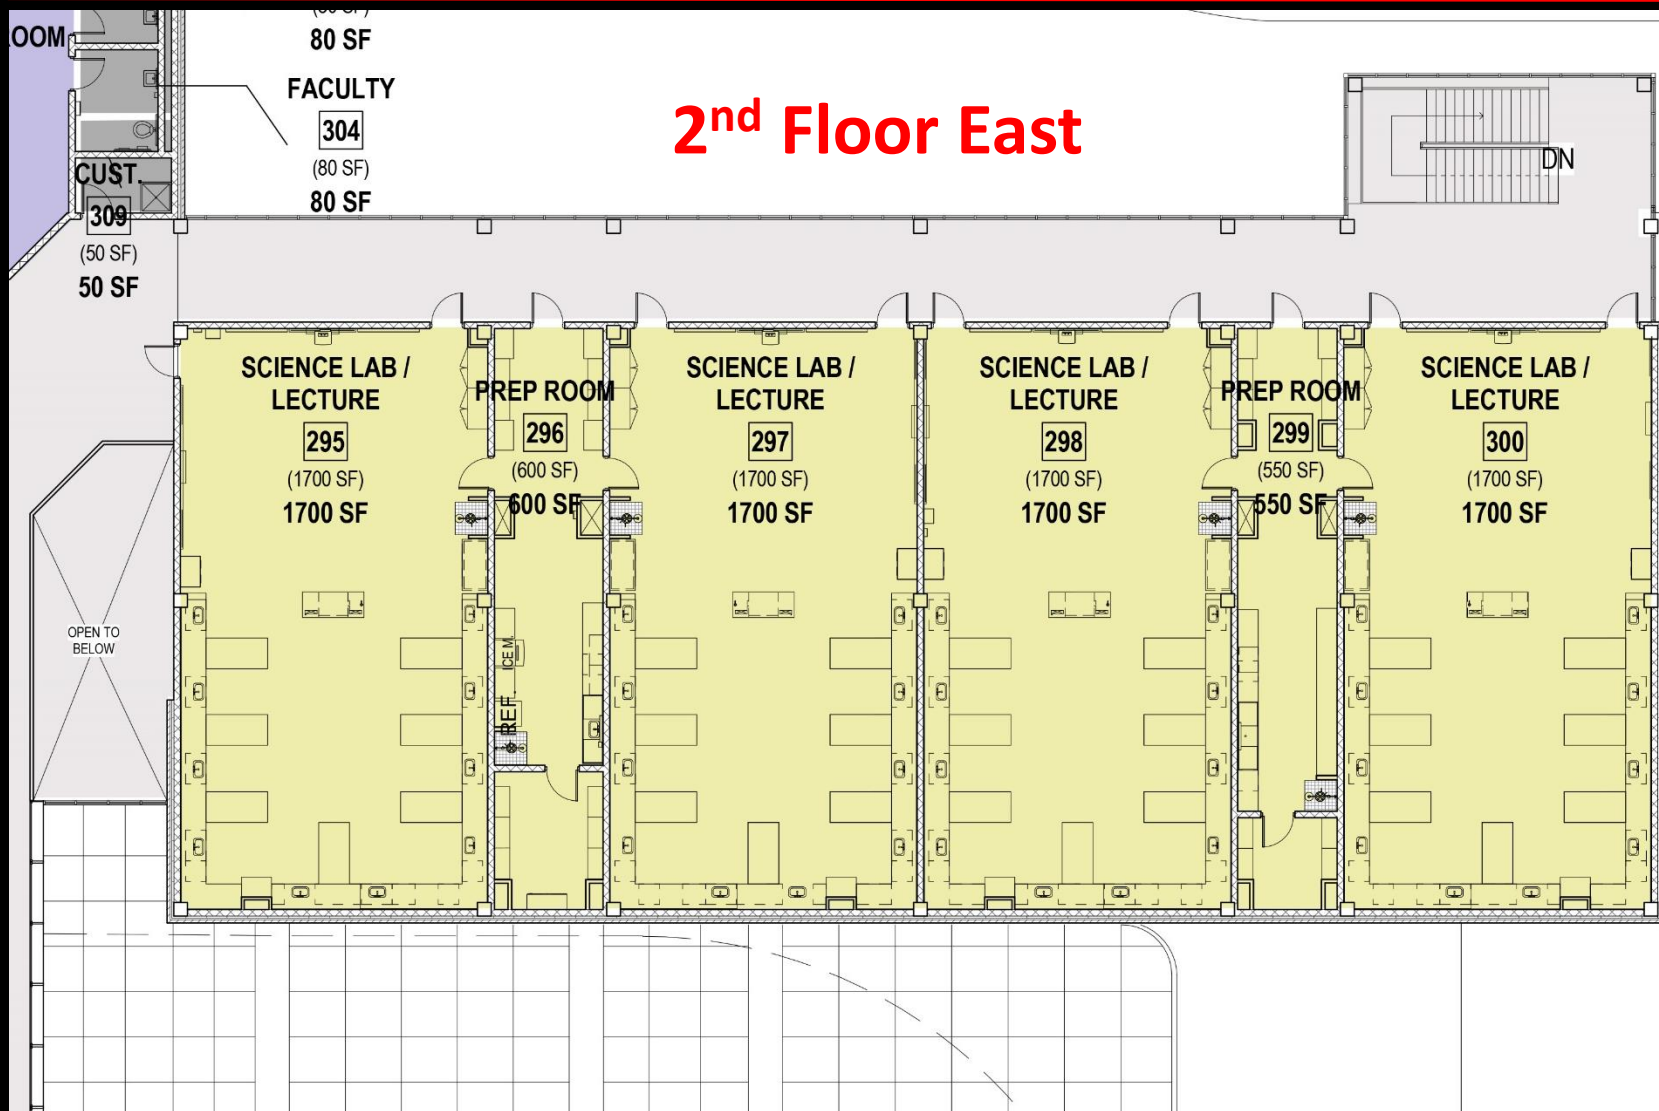 OOM
80 SF
FACULTY
304
(80 SF)
80 SF
2nd Floor East
DN
CUST.
309
(50 SF)
50 SF
SCIENCE LAB /
LECTURE
295
(1700 SF)
1700 SF
PREP ROOM
296
(600 SF)
600 SF
SCIENCE LAB /
LECTURE
297
(1700 SF)
1700 SF
SCIENCE LAB /
LECTURE
298
(1700 SF)
1700 SF
PREP ROOM
299
(550 SF)
550 SF
SCIENCE LAB /
LECTURE
300
(1700 SF)
1700 SF
OPEN TO
BELOW
ICE M.
REF.